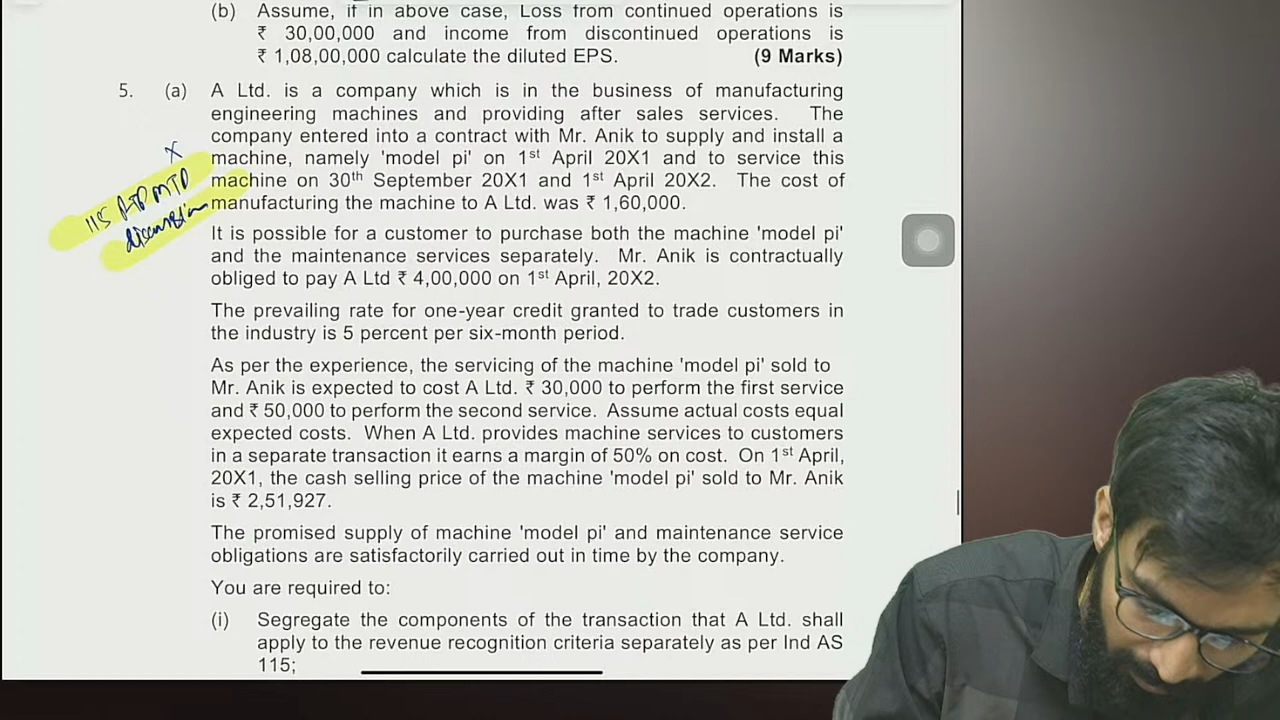 (b) Assume, if in above case, Loss from continued operations is
₹ 30,00,000 and income from discontinued operations is
₹ 1,08,00,000 calculate the diluted EPS. (9 Marks)
5. (a) A Ltd. is a company which is in the business of manufacturing
engineering machines and providing after sales services. The
company entered into a contract with Mr. Anik to supply and install a
machine, namely 'model pi' on 1st April 20X1 and to service this
machine on 30th September 20X1 and 1st April 20X2. The cost of
manufacturing the machine to A Ltd. was ₹ 1,60,000.
115 ATP MTP
discussion
It is possible for a customer to purchase both the machine 'model pi'
and the maintenance services separately. Mr. Anik is contractually
obliged to pay A Ltd ₹ 4,00,000 on 1st April, 20X2.
The prevailing rate for one-year credit granted to trade customers in
the industry is 5 percent per six-month period.
As per the experience, the servicing of the machine 'model pi' sold to
Mr. Anik is expected to cost A Ltd. ₹ 30,000 to perform the first service
and ₹ 50,000 to perform the second service. Assume actual costs equal
expected costs. When A Ltd. provides machine services to customers
in a separate transaction it earns a margin of 50% on cost. On 1st April,
20X1, the cash selling price of the machine 'model pi' sold to Mr. Anik
is ₹ 2,51,927.
The promised supply of machine 'model pi' and maintenance service
obligations are satisfactorily carried out in time by the company.
You are required to:
(i) Segregate the components of the transaction that A Ltd. shall
apply to the revenue recognition criteria separately as per Ind AS
115;